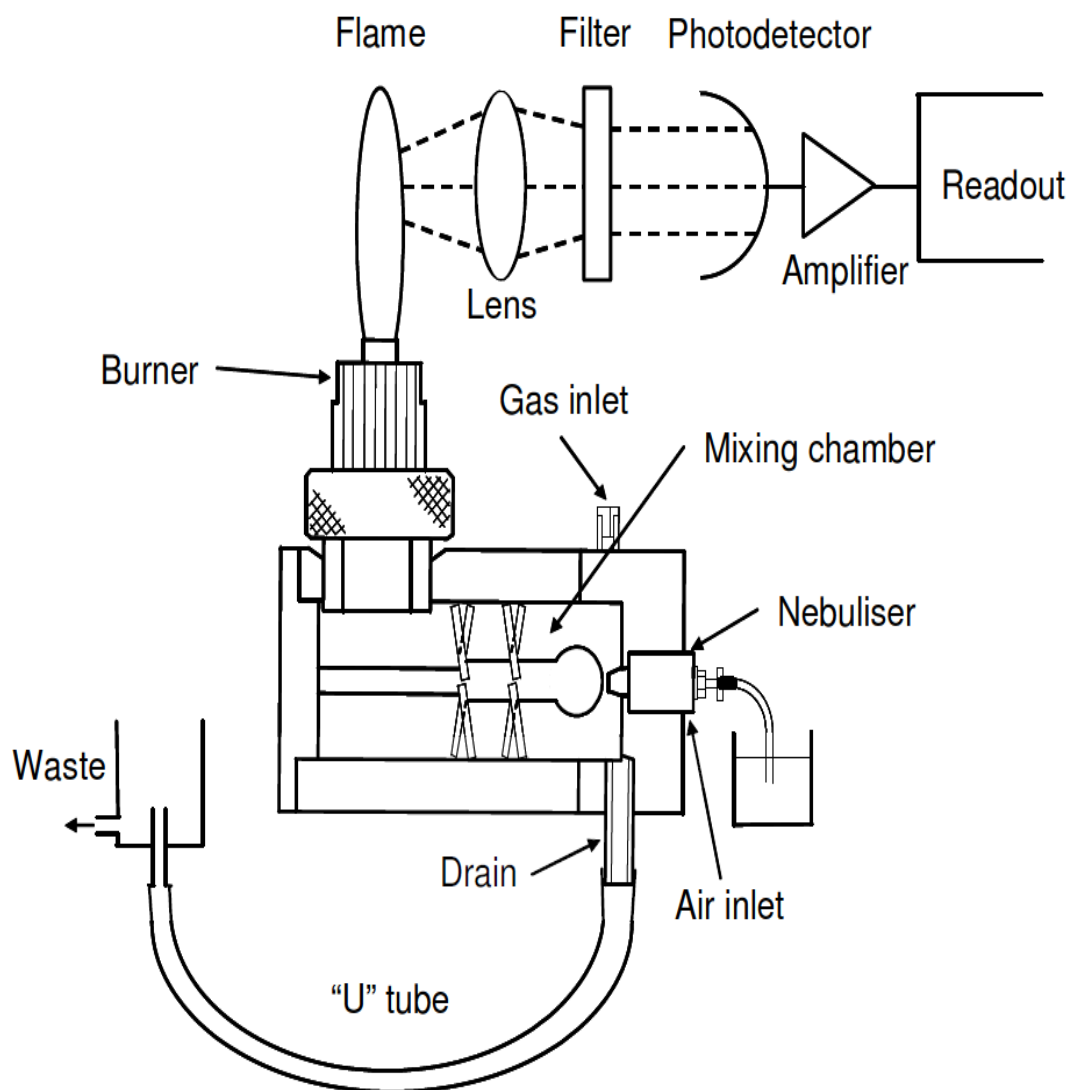 Flame
Filter
Photodetector
Readout
Amplifier
Lens
Burner
Gas inlet
Mixing chamber
Nebuliser
Waste
Drain
Air inlet
“U” tube